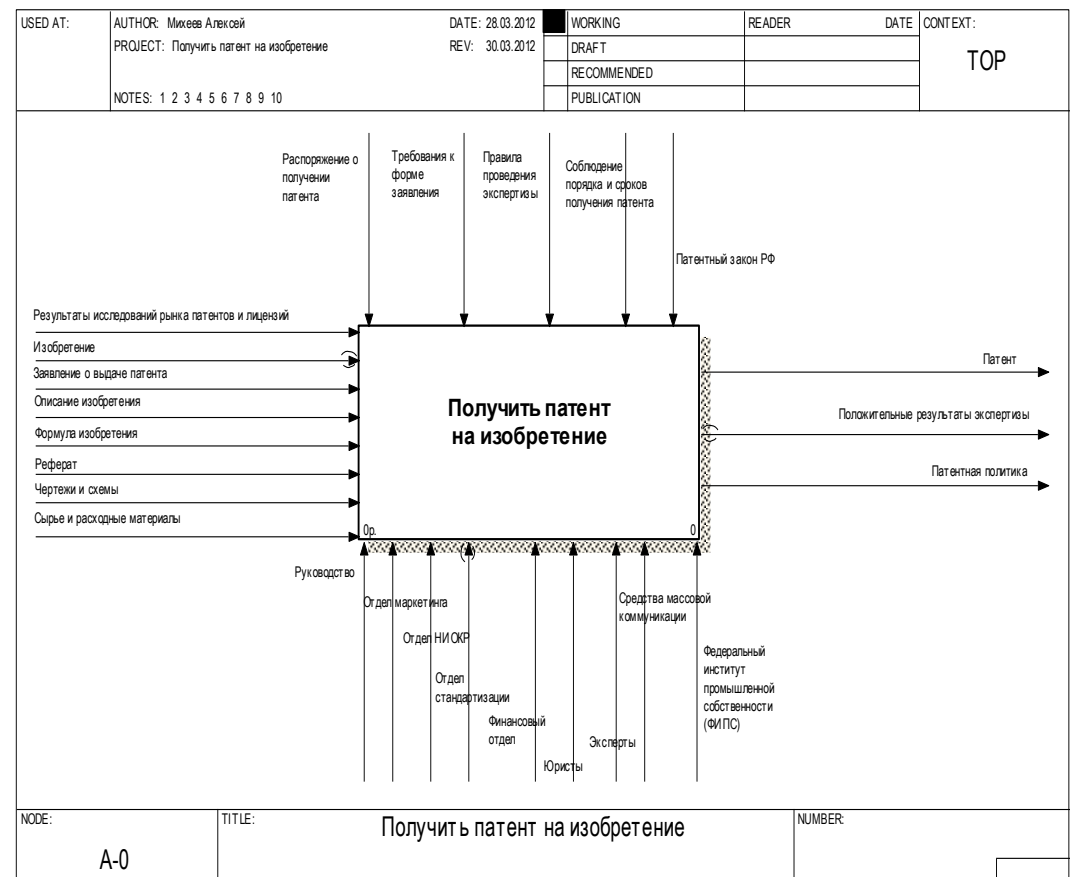 USED AT:
AUTHOR: Михеев Алексей
DATE: 28.03.2012
WORKING
READER
DATE
CONTEXT:
PROJECT: Получить патент на изобретение
REV: 30.03.2012
DRAFT
TOP
RECOMMENDED
NOTES: 1 2 3 4 5 6 7 8 9 10
PUBLICATION
Распоряжение о
получении
патента
Требования к
форме
заявления
Правила
проведения
экспертизы
Соблюдение
порядка и сроков
получения патента
Патентный закон РФ
Результаты исследований рынка патентов и лицензий
Изобретение
Заявление о выдаче патента
Описание изобретения
Формула изобретения
Реферат
Чертежи и схемы
Сырье и расходные материалы
Получить патент
на изобретение
0р.
0
Патент
Положительные результаты экспертизы
Патентная политика
Руководство
Отдел маркетинга
Отдел НИОКР
Отдел
стандартизации
Финансовый
отдел
Юристы
Эксперты
Средства массовой
коммуникации
Федеральный
институт
промышленной
собственности
(ФИПС)
NODE:
TITLE:
NUMBER:
A-0
Получить патент на изобретение